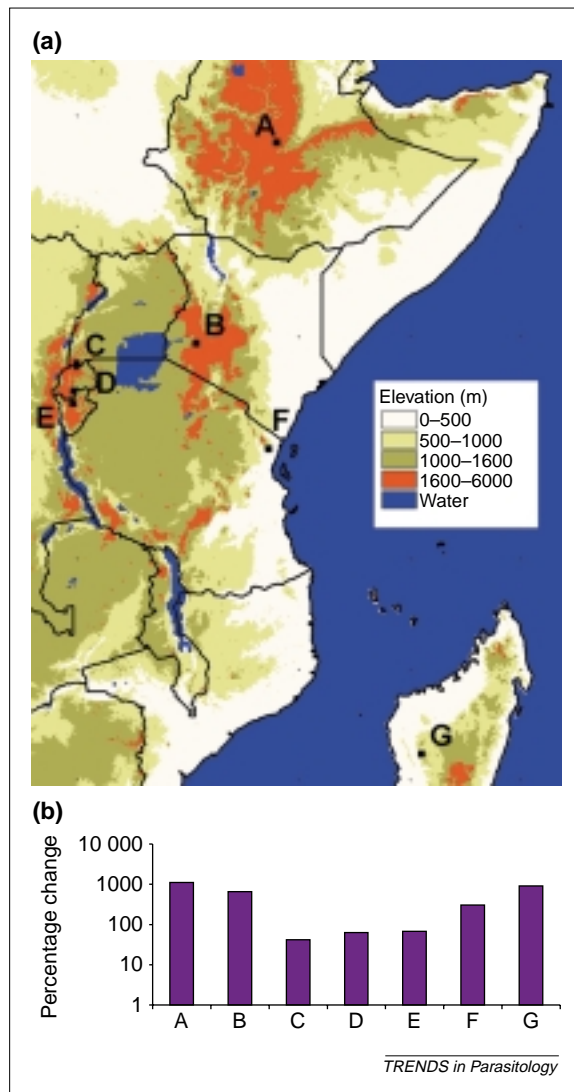 (a)
A
B
C
D
E
F
G
Elevation (m)
0–500
500–1000
1000–1600
1600–6000
Water
(b)
Percentage change
10 000
1000
100
10
1
A B C D E F G
TRENDS in Parasitology